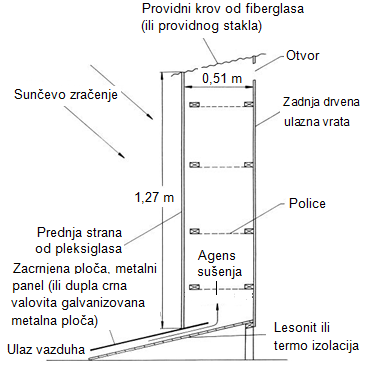 Providni krov od fiberglasa
(ili providnog stakla)
Otvor
0,51 m
Sunčevo zračenje
Zadnja drvena
ulazna vrata
1,27 m
Police
Prednja strana
od pleksiglasa
Agens
sušenja
Zacrnjena ploča, metalni
panel (ili dupla crna
valovita galvanizovana
metalna ploča)
Ulaz vazduha
Lesonit ili
termo izolacija